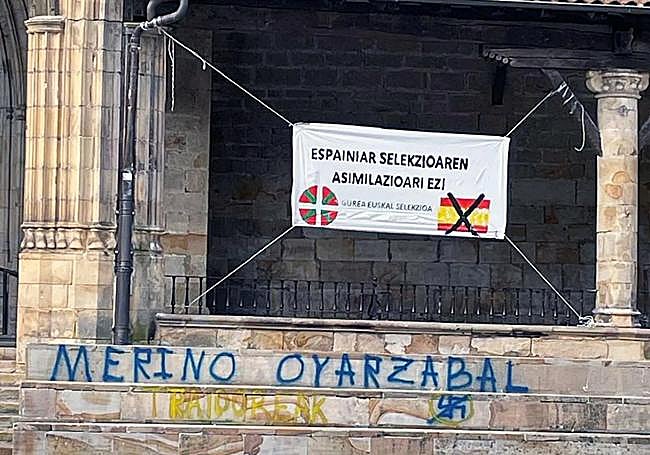 ESPAINIAR SELEKZIOAREN
ASIMILAZIOARI EZ!
GUREA EUSKAL SELEKZIOA
MERINO OYARZABAL
TRAIDOREAK